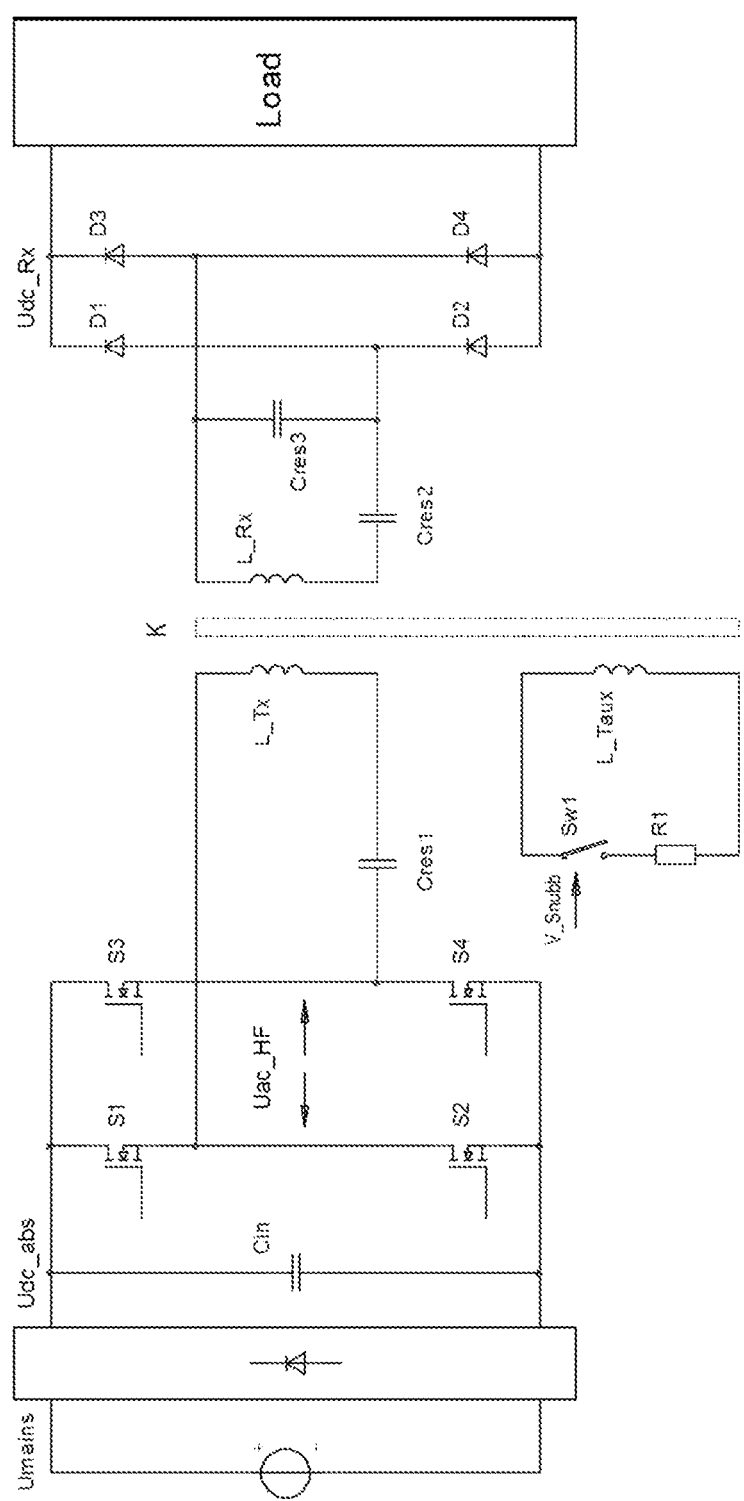 Umains
+
-
Udc_abs
Cin
S1
S2
Uac_HF
S3
S4
Cres1
L_Tx
V_Snubb
Sw1
R1
L_Taux
K
L_Rx
Cres2
Cres3
Udc_Rx
D1
D2
D3
D4
Load